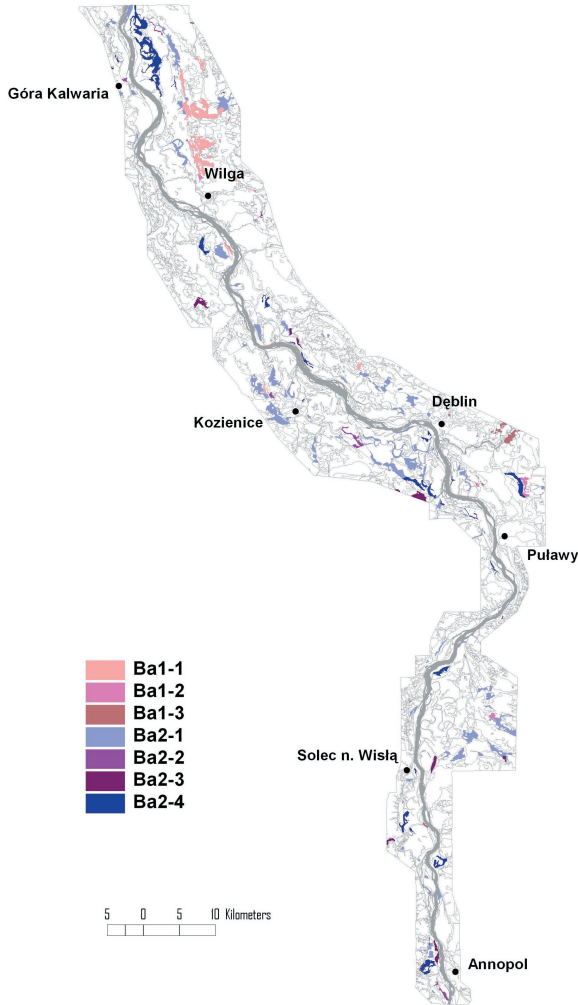 Góra Kalwaria
Wilga
Kozienice
Dęblin
Puławy
Ba1-1
Ba1-2
Ba1-3
Ba2-1
Ba2-2
Ba2-3
Ba2-4
Solec n. Wisłą
5 0 5 10 Kilometers
Annopol